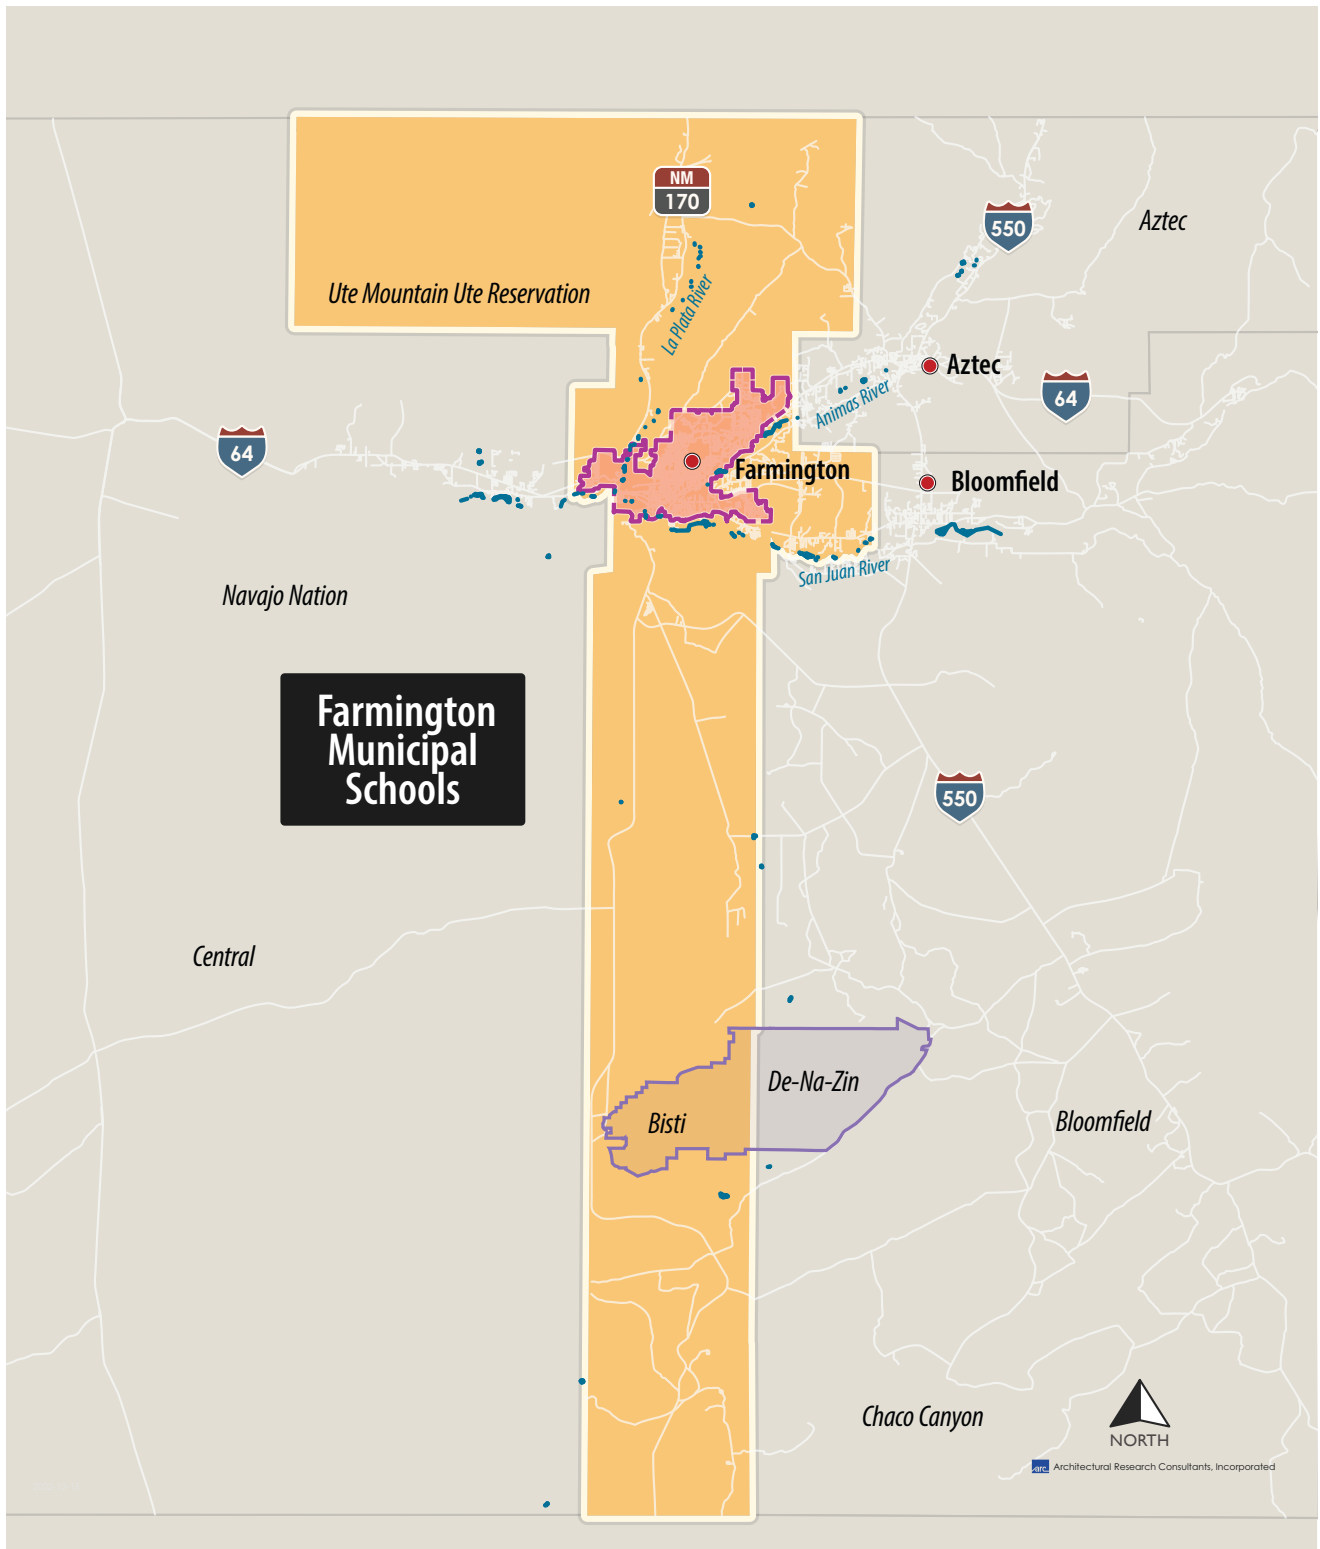 NM
170
550
Aztec
Ute Mountain Ute Reservation
La Plata River
Aztec
64
Animas River
64
Farmington
Bloomfield
San Juan River
Navajo Nation
Farmington
Municipal
Schools
550
Central
De-Na-Zin
Bisti
Bloomfield
Chaco Canyon
NORTH
arc
Architectural Research Consultants, Incorporated